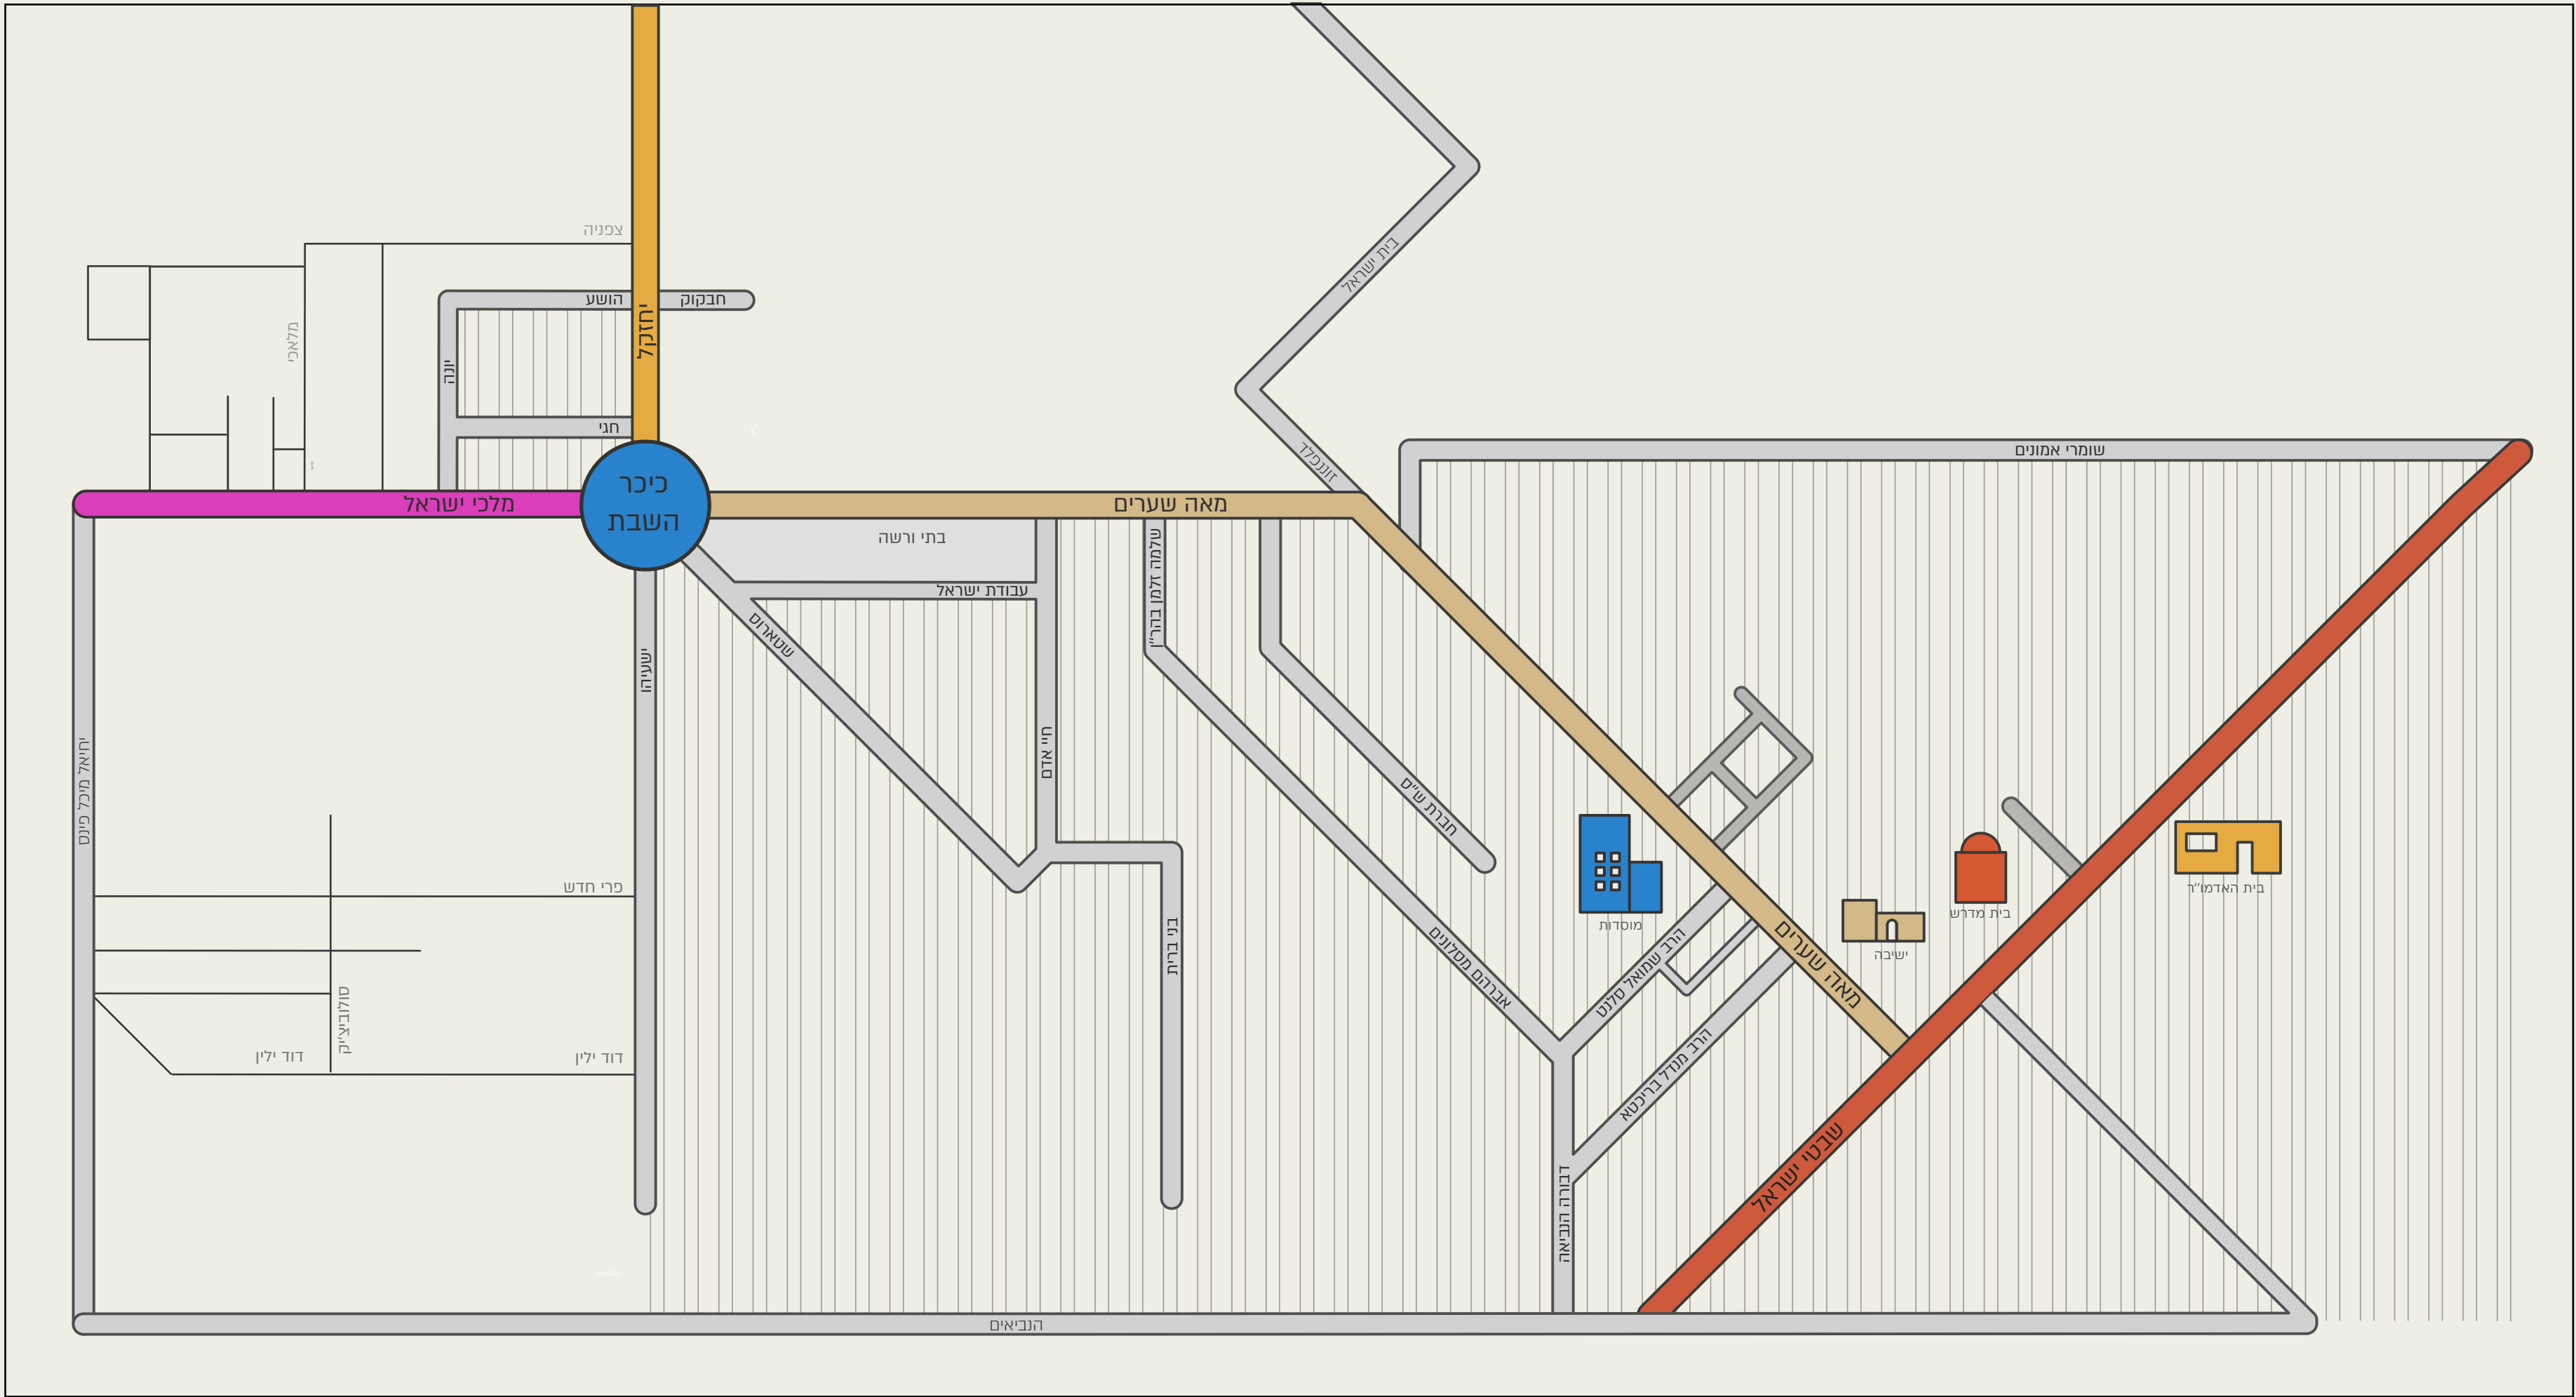 צפניה
הושע
חבקוק
יחזקל
מלאכי
יונה
חגי
בית ישראל
זוננפלד
שומרי אמונים
כיכר
השבת
מלכי ישראל
מאה שערים
בתי ורשה
עבודת ישראל
שטראוס
ישעיהו
חיי אדם
שלמה זלמן בהר"ן
חברת ש"ס
אברהם מסלונים
בני ברית
יחיאל מיכל פינס
פרי חדש
סולובייצ'יק
דוד ילין
דוד ילין
מוסדות
ישיבה
בית מדרש
בית האדמו"ר
מאה שערים
הרב שמואל סלנט
הרב מנדל בריכטא
דבורה הנביאה
שבטי ישראל
הנביאים